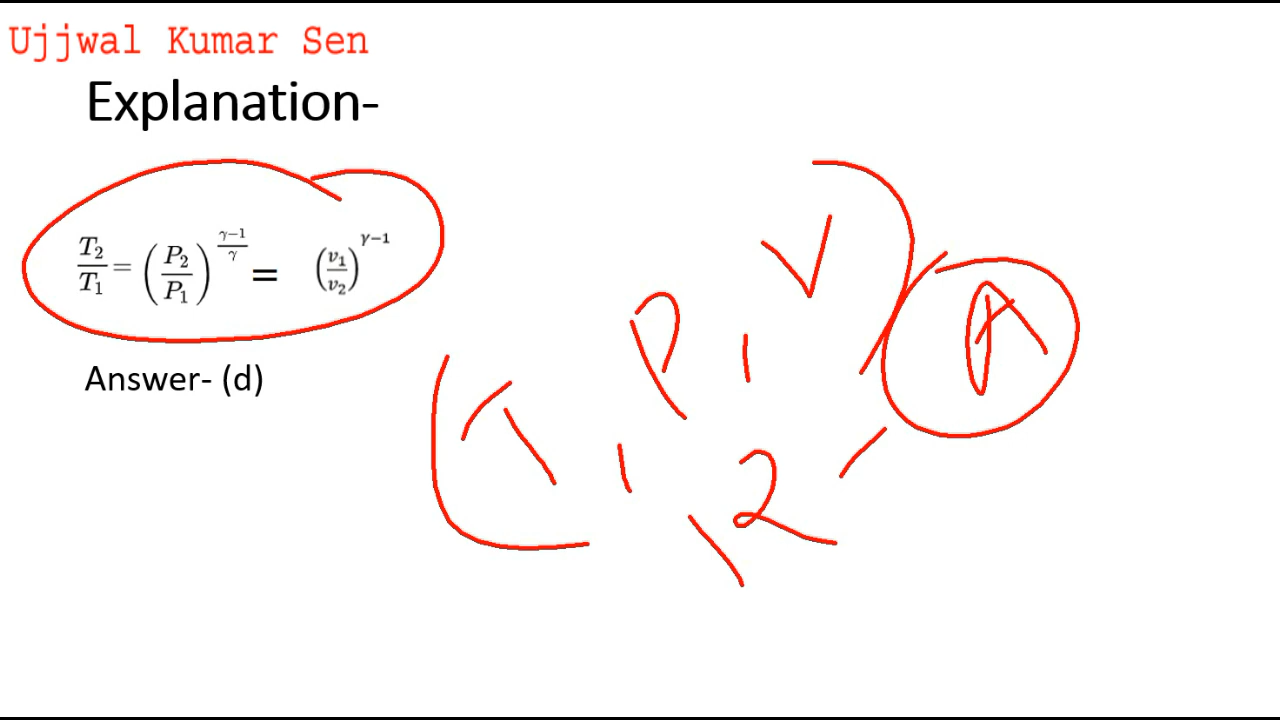 Ujjwal Kumar Sen
Explanation-
T₂/T₁ = (P₂/P₁)^((γ-1)/γ) = (v₁/v₂)^(γ-1)
Answer- (d)
T, P, V
1 2
A